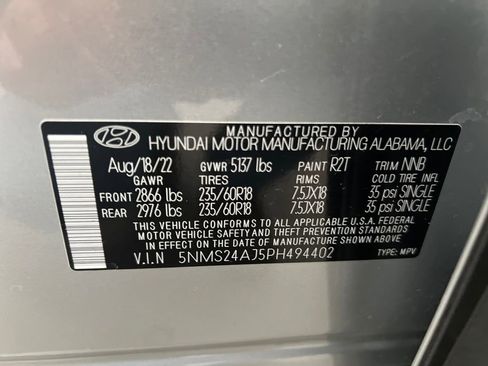 MANUFACTURED BY
HYUNDAI MOTOR MANUFACTURING ALABAMA, LLC
Aug/18/22 GVWR 5137 lbs PAINT R2T TRIM NNB
GAWR TIRES RIMS COLD TIRE INFL
FRONT 2866 lbs 235/60R18 7.5JX18 35 psi SINGLE
REAR 2976 lbs 235/60R18 7.5JX18 35 psi SINGLE
THIS VEHICLE CONFORMS TO ALL APPLICABLE U.S.A. FEDERAL
MOTOR VEHICLE SAFETY AND THEFT PREVENTION STANDARDS
IN EFFECT ON THE DATE OF MANUFACTURE SHOWN ABOVE.
V.I.N 5NMS24AJ5PH494402 TYPE: MPV